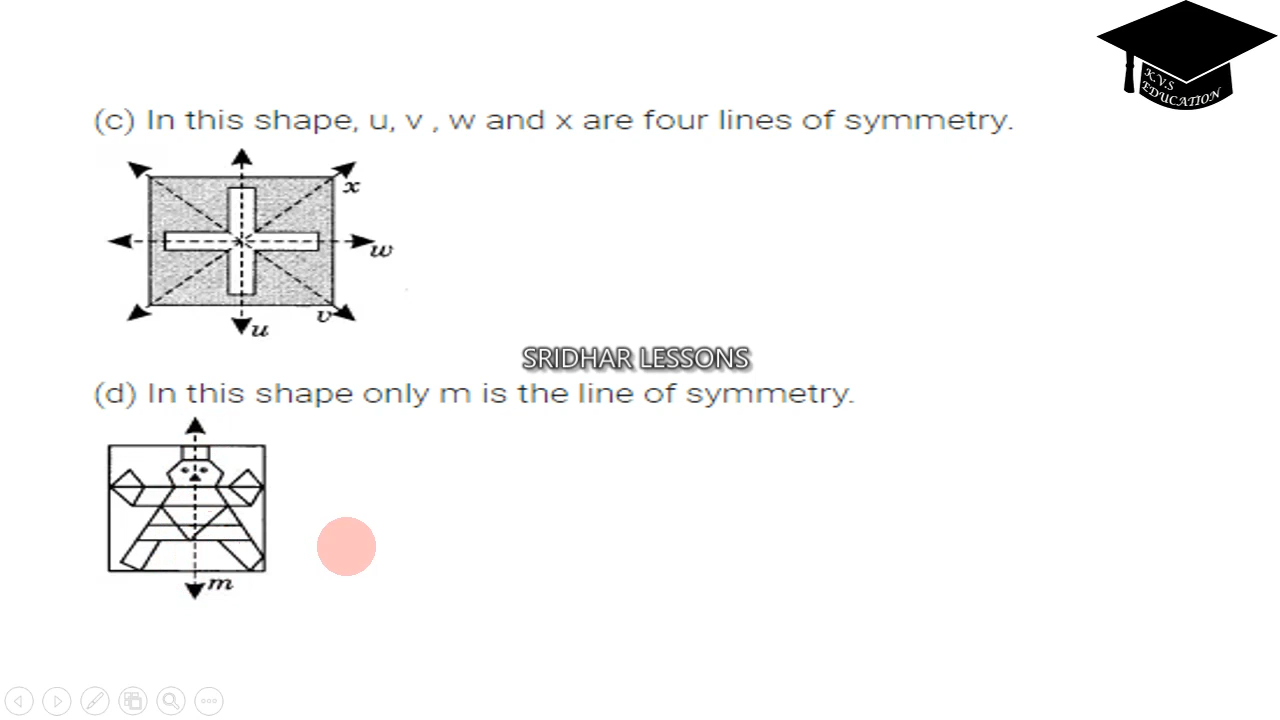 K.V.S
EDUCATION
(c) In this shape, u, v , w and x are four lines of symmetry.
x
w
v
u
SRIDHAR LESSONS
(d) In this shape only m is the line of symmetry.
m